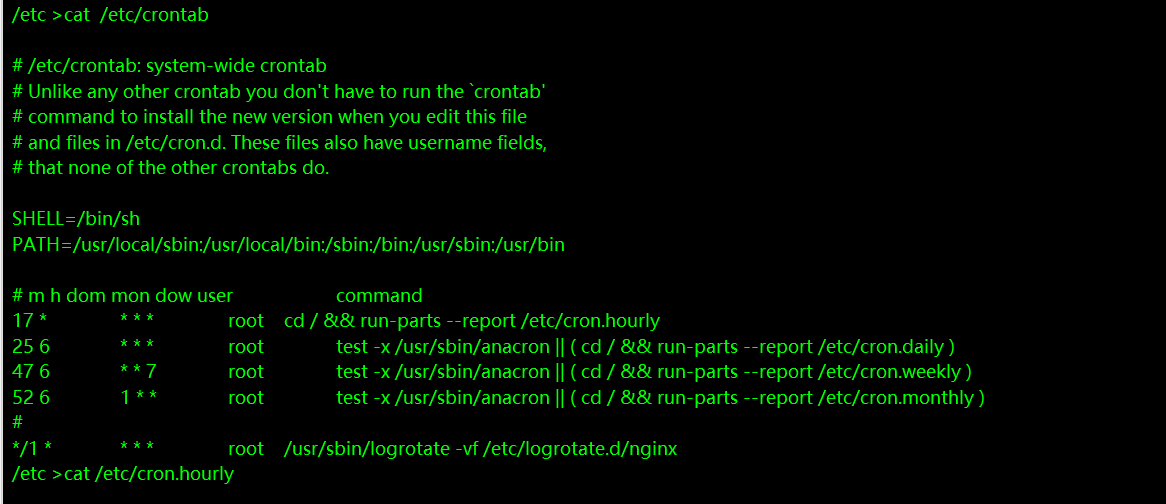 /etc >cat  /etc/crontab
# /etc/crontab: system-wide crontab
# Unlike any other crontab you don't have to run the `crontab'
# command to install the new version when you edit this file
# and files in /etc/cron.d. These files also have username fields,
# that none of the other crontabs do.
SHELL=/bin/sh
PATH=/usr/local/sbin:/usr/local/bin:/sbin:/bin:/usr/sbin:/usr/bin
# m h dom mon dow user command
17 * * * * root cd / && run-parts --report /etc/cron.hourly
25 6 * * * root test -x /usr/sbin/anacron || ( cd / && run-parts --report /etc/cron.daily )
47 6 * * 7 root test -x /usr/sbin/anacron || ( cd / && run-parts --report /etc/cron.weekly )
52 6 1 * * root test -x /usr/sbin/anacron || ( cd / && run-parts --report /etc/cron.monthly )
#
*/1 * * * * root /usr/sbin/logrotate -vf /etc/logrotate.d/nginx
/etc >cat /etc/cron.hourly